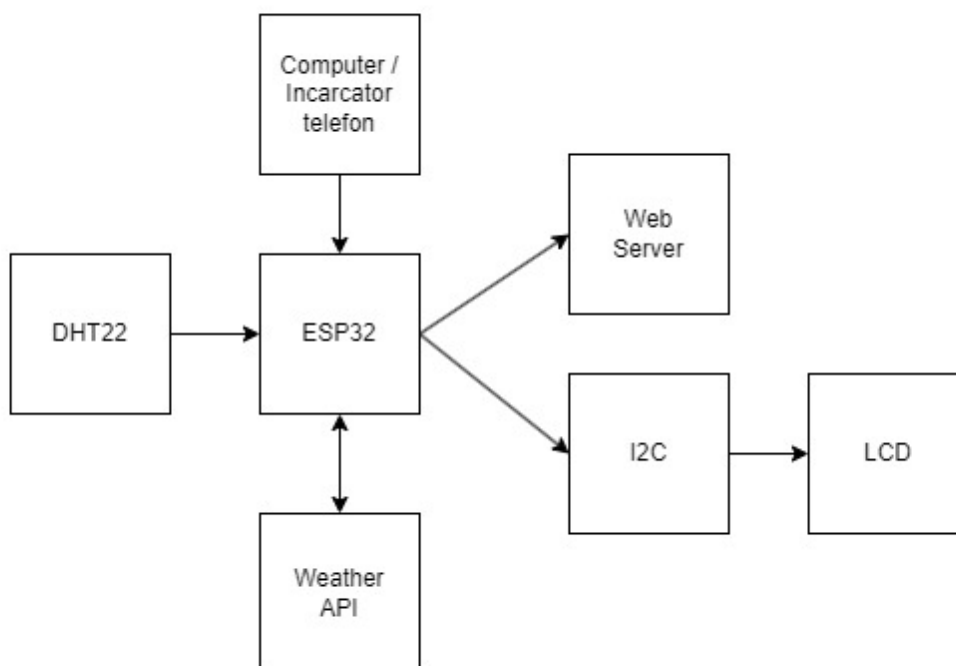 Computer /
Incarcator
telefon
Web
Server
DHT22
ESP32
I2C
LCD
Weather
API